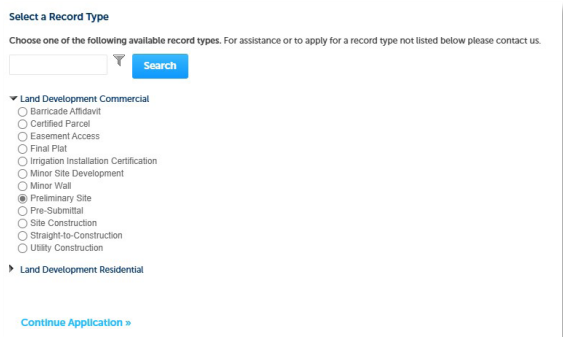 Select a Record Type
Choose one of the following available record types. For assistance or to apply for a record type not listed below please contact us.
Search
Land Development Commercial
Barricade Affidavit
Certified Parcel
Easement Access
Final Plat
Irrigation Installation Certification
Minor Site Development
Minor Wall
Preliminary Site
Pre-Submittal
Site Construction
Straight-to-Construction
Utility Construction
Land Development Residential
Continue Application »